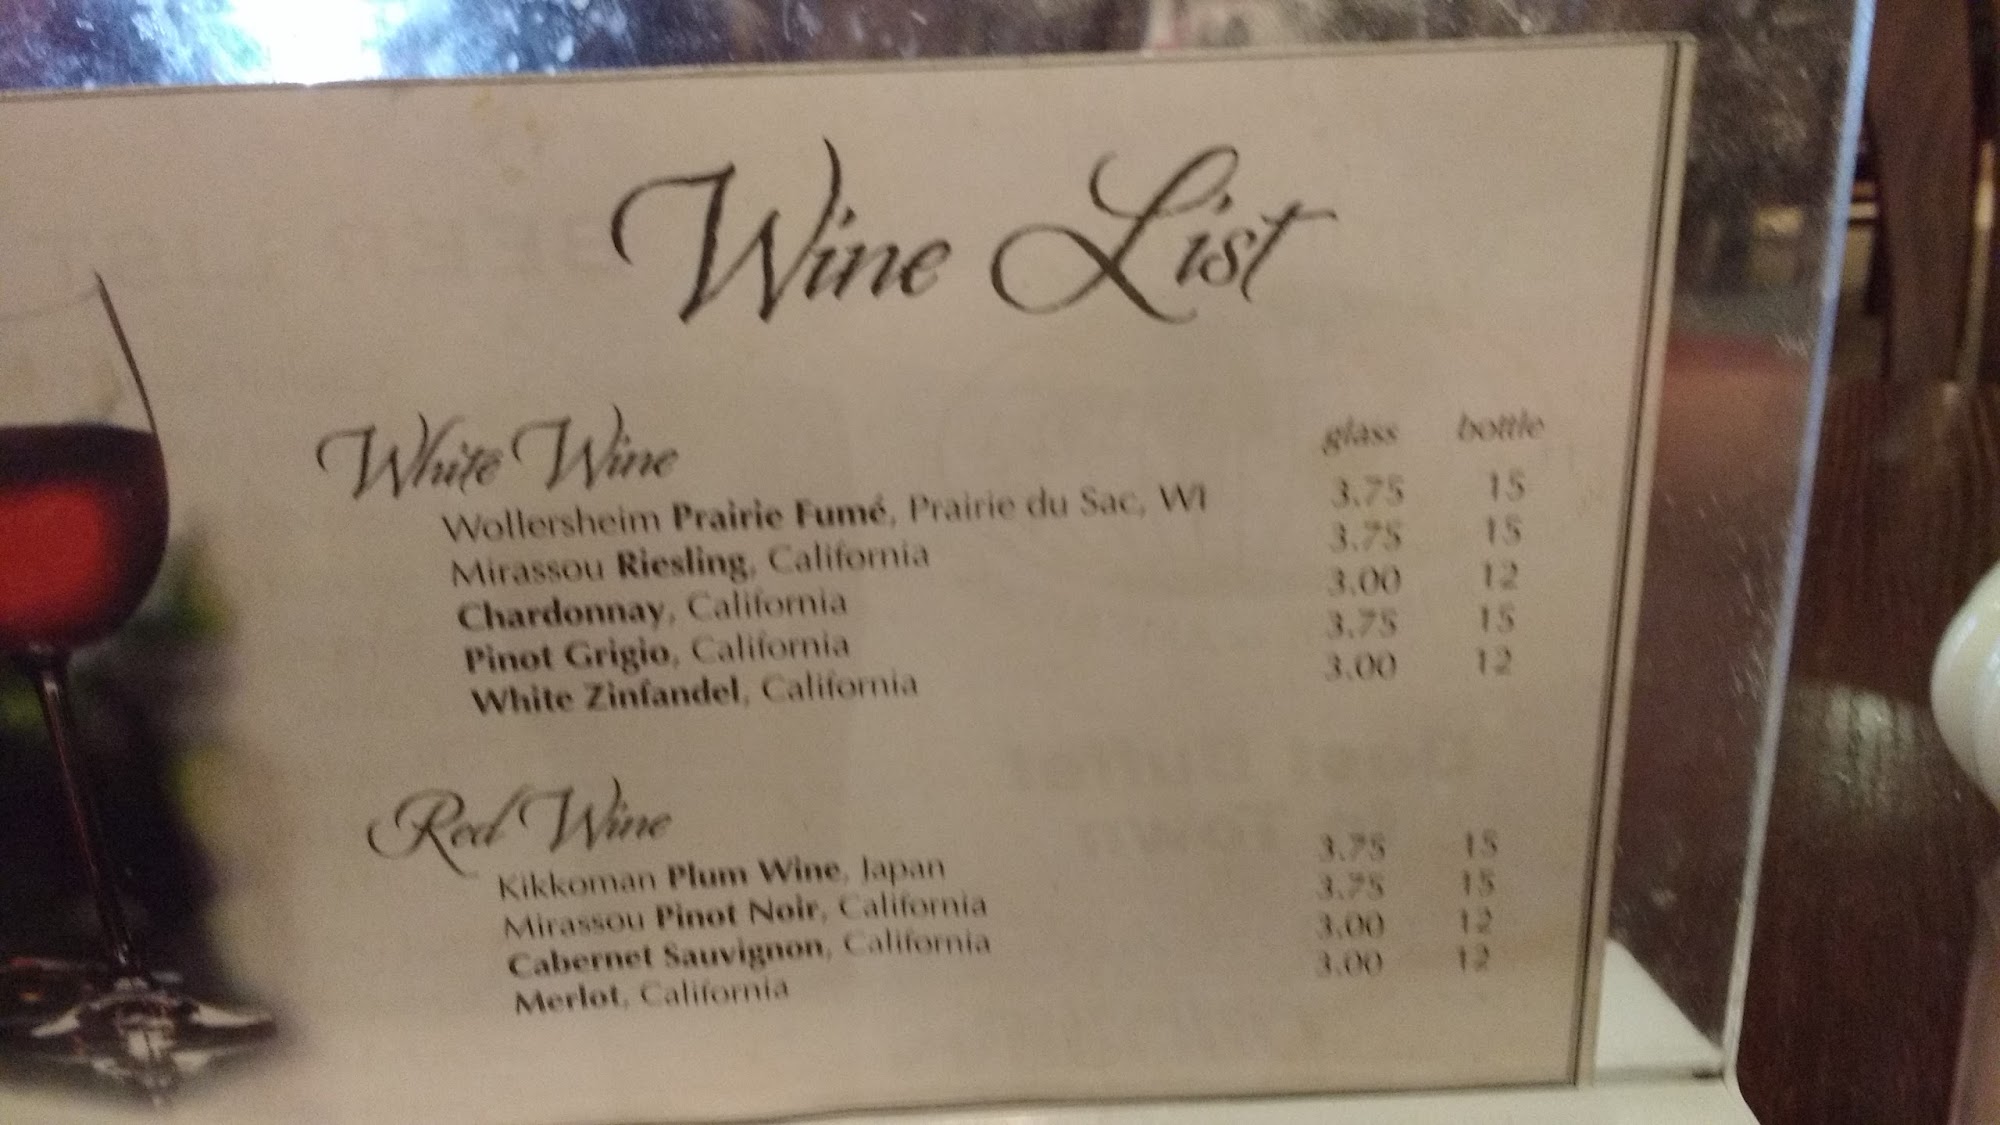 Wine List
White Wine glass bottle
Wollersheim Prairie Fumé, Prairie du Sac, WI 3.75 15
Mirassou Riesling, California 3.75 15
Chardonnay, California 3.00 12
Pinot Grigio, California 3.75 15
White Zinfandel, California 3.00 12
Red Wine
Kikkoman Plum Wine, Japan 3.75 15
Mirassou Pinot Noir, California 3.75 15
Cabernet Sauvignon, California 3.00 12
Merlot, California 3.00 12